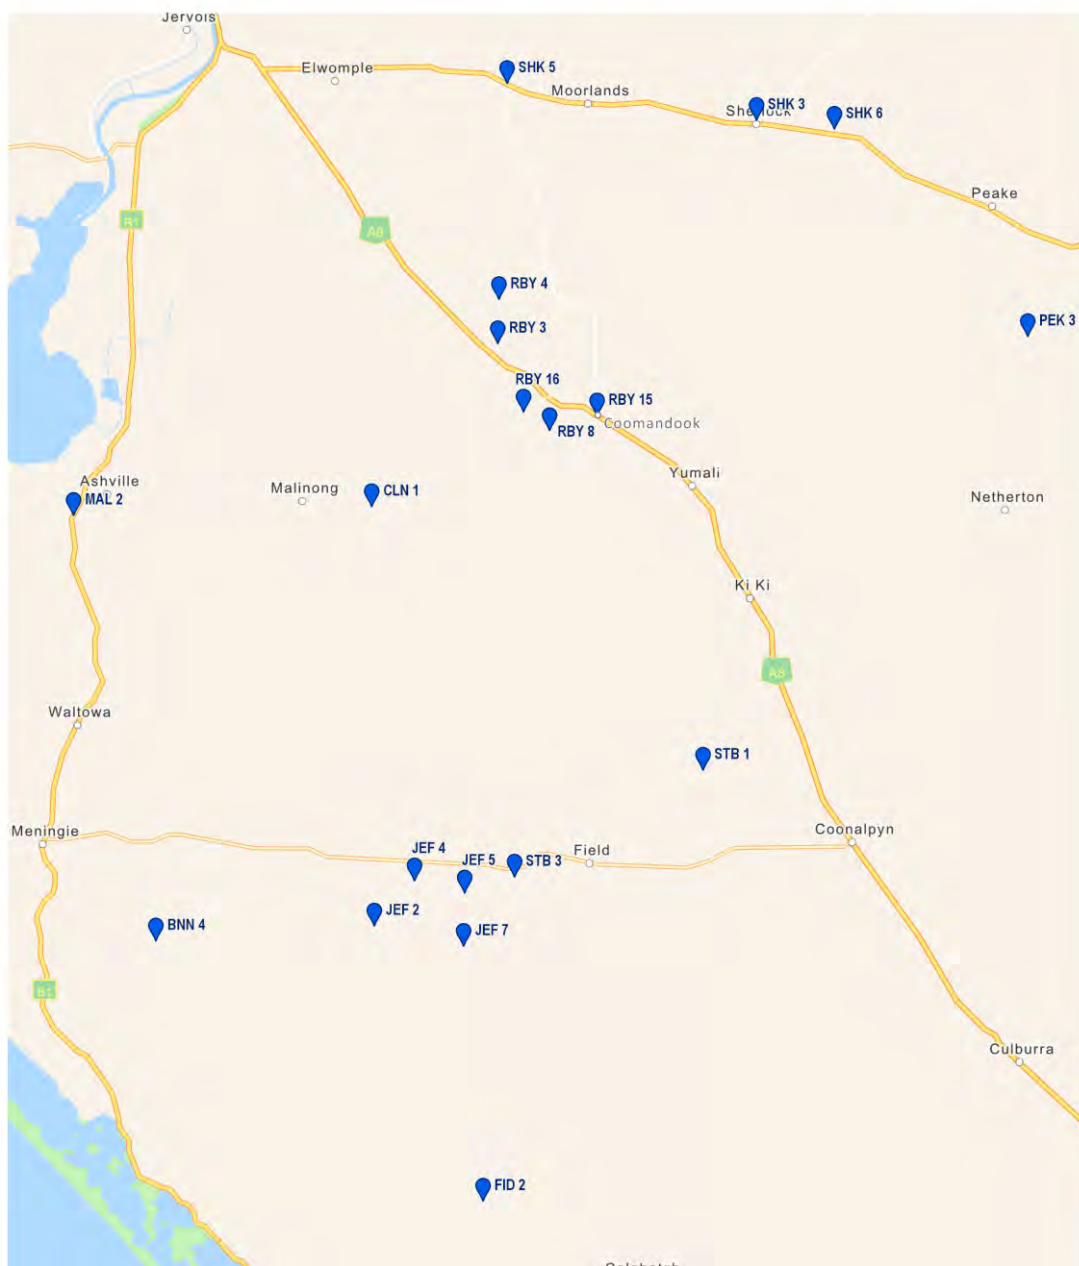 Jervois
Elwomple
SHK 5
Moorlands
SHK 3
SHK 6
Peake
B1
A8
RBY 4
RBY 3
PEK 3
RBY 16
RBY 15
RBY 8
Coomandook
Yumali
Ashville
MAL 2
Malinong
CLN 1
Netherton
Ki Ki
A8
Waltowa
STB 1
Meningie
Coonalpyn
JEF 4
JEF 5
STB 3
Field
JEF 2
BNN 4
JEF 7
B1
Culburra
FID 2